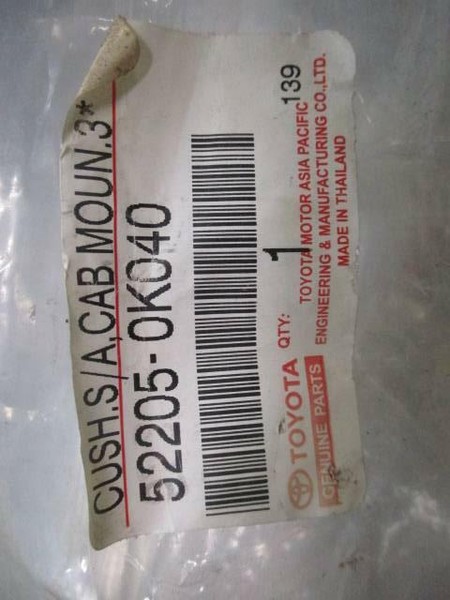 CUSH.S/A,CAB MOUN.3*
52205-0K040
TOYOTA QTY: 1 139
GENUINE PARTS
TOYOTA MOTOR ASIA PACIFIC
ENGINEERING & MANUFACTURING CO.,LTD.
MADE IN THAILAND